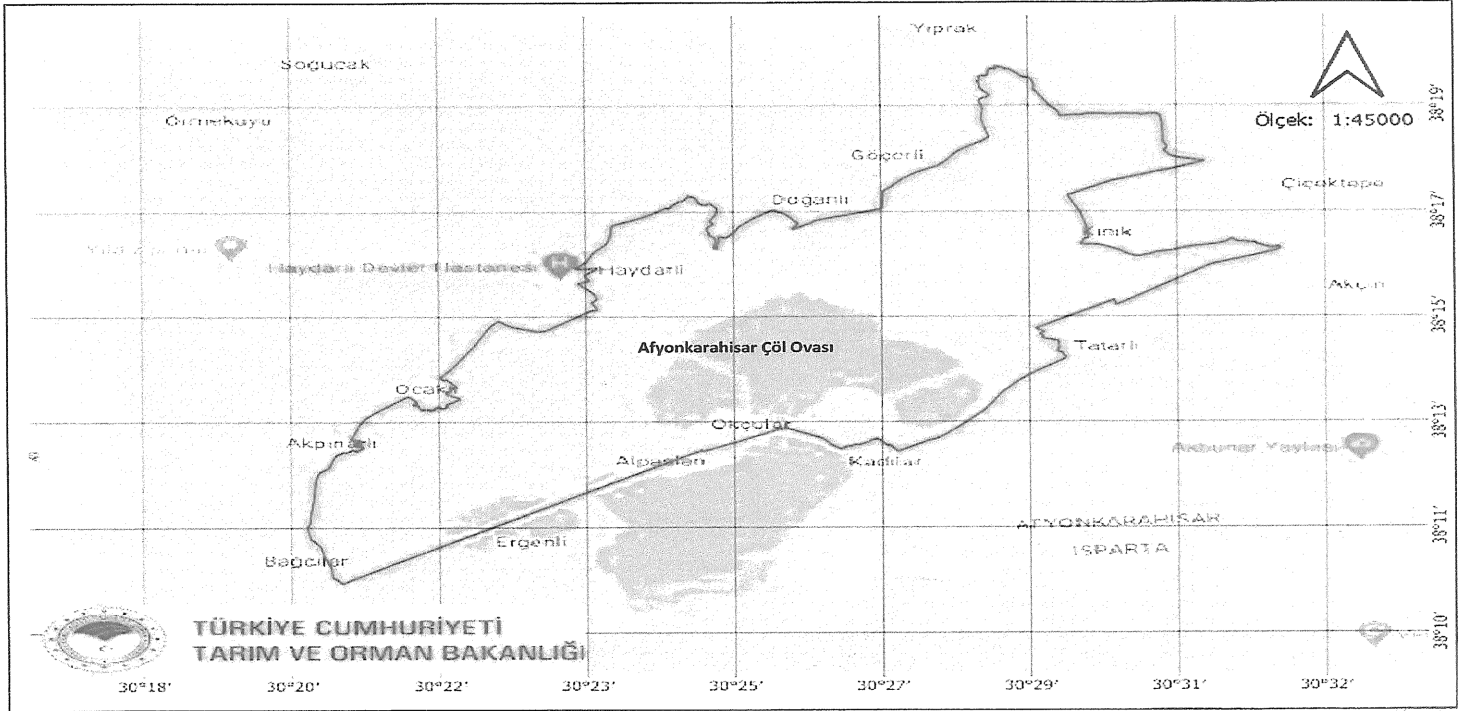 Yıprak
Soğucak
38°19'
Ölçek: 1:45000
Göçerli
Çiçektepe
Doğanlı
38°17'
Kınık
Haydarlı Devlet Hastanesi
Haydarlı
Akçin
38°15'
Afyonkarahisar Çöl Ovası
Tatarlı
Ocaklı
38°13'
Okçular
Akpınarlı
Akpınar Yaylası
Alpaslan
Kadılar
38°11'
AFYONKARAHİSAR
Ergenli
ISPARTA
Bağcılar
38°10'
TÜRKİYE CUMHURİYETİ
TARIM VE ORMAN BAKANLIĞI
30°18' 30°20' 30°22' 30°23' 30°25' 30°27' 30°29' 30°31' 30°32'